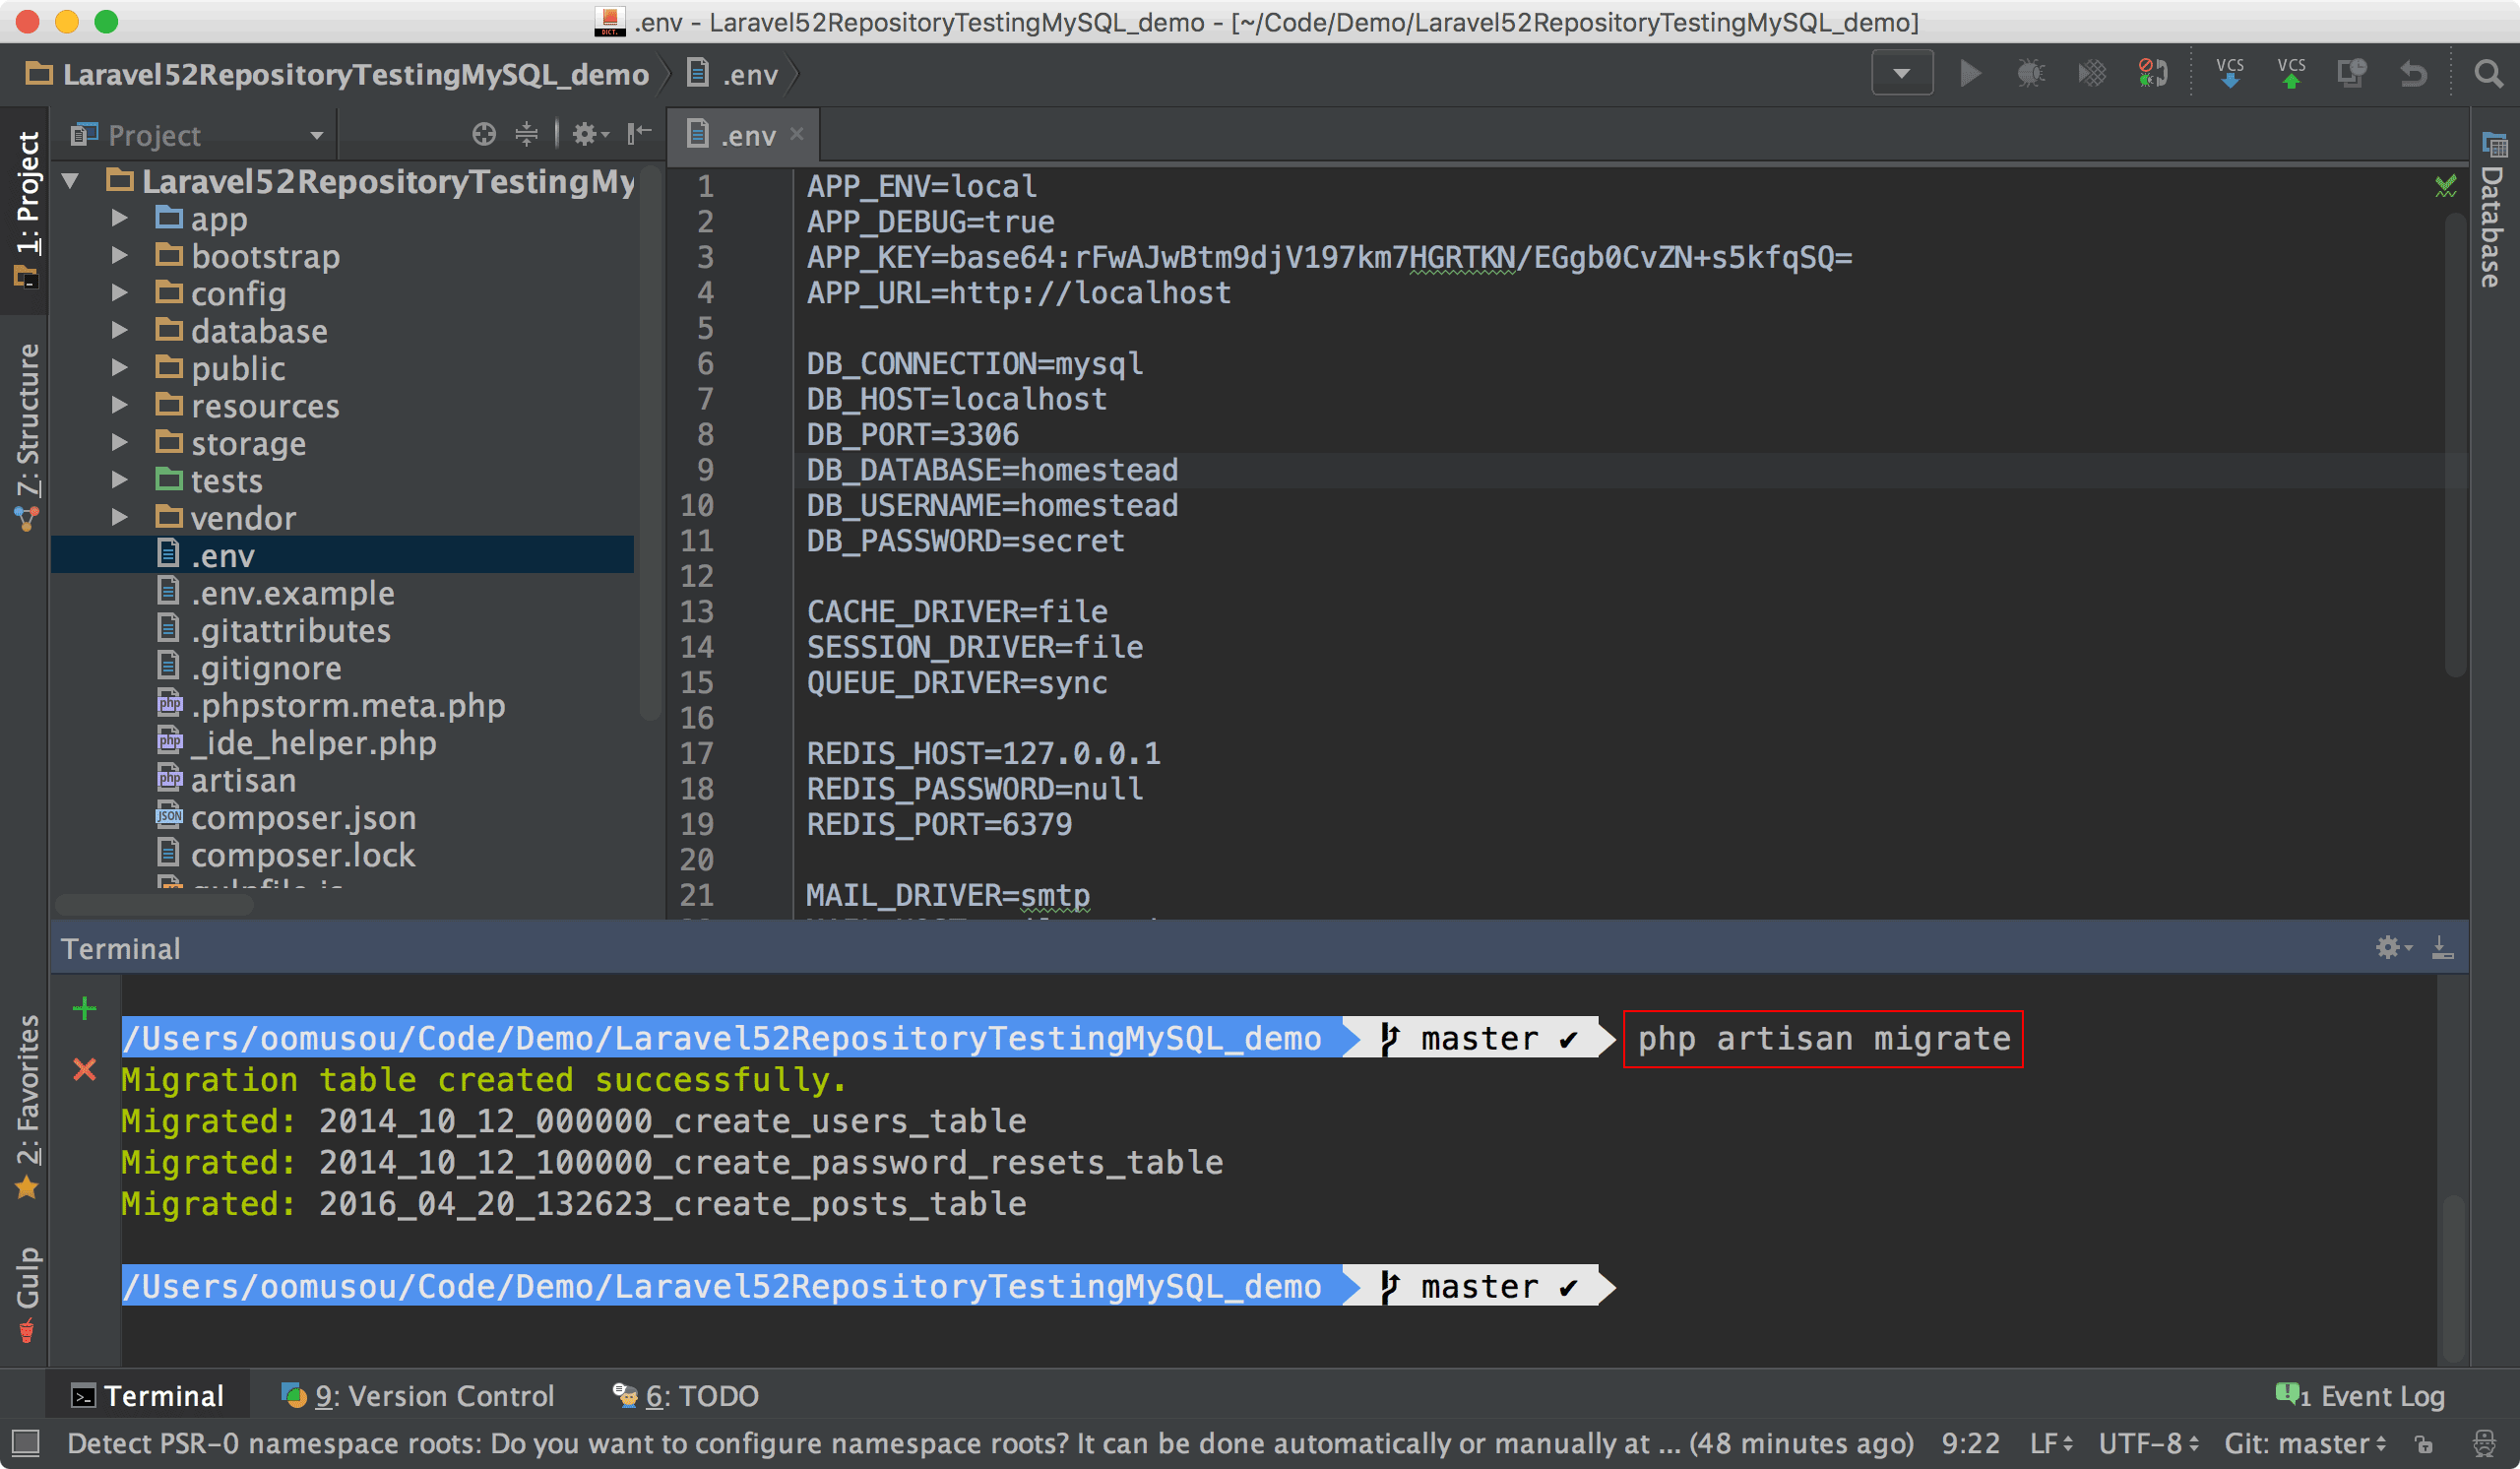 .env - Laravel52RepositoryTestingMySQL_demo - [~/Code/Demo/Laravel52RepositoryTestingMySQL_demo]
Laravel52RepositoryTestingMySQL_demo
.env
VCS
VCS
1: Project
7: Structure
2: Favorites
Gulp
Project
Laravel52RepositoryTestingMy
app
bootstrap
config
database
public
resources
storage
tests
vendor
.env
.env.example
.gitattributes
.gitignore
.phpstorm.meta.php
_ide_helper.php
artisan
composer.json
composer.lock
gulpfile.js
.env
1 APP_ENV=local
2 APP_DEBUG=true
3 APP_KEY=base64:rFwAJwBtm9djV197km7HGRTKN/EGgb0CvZN+s5kfqSQ=
4 APP_URL=http://localhost
5
6 DB_CONNECTION=mysql
7 DB_HOST=localhost
8 DB_PORT=3306
9 DB_DATABASE=homestead
10 DB_USERNAME=homestead
11 DB_PASSWORD=secret
12
13 CACHE_DRIVER=file
14 SESSION_DRIVER=file
15 QUEUE_DRIVER=sync
16
17 REDIS_HOST=127.0.0.1
18 REDIS_PASSWORD=null
19 REDIS_PORT=6379
20
21 MAIL_DRIVER=smtp
Database
Terminal
/Users/oomusou/Code/Demo/Laravel52RepositoryTestingMySQL_demo master ✔ php artisan migrate
Migration table created successfully.
Migrated: 2014_10_12_000000_create_users_table
Migrated: 2014_10_12_100000_create_password_resets_table
Migrated: 2016_04_20_132623_create_posts_table
/Users/oomusou/Code/Demo/Laravel52RepositoryTestingMySQL_demo master ✔
Terminal 9: Version Control 6: TODO 1 Event Log
Detect PSR-0 namespace roots: Do you want to configure namespace roots? It can be done automatically or manually at ... (48 minutes ago) 9:22 LF UTF-8 Git: master